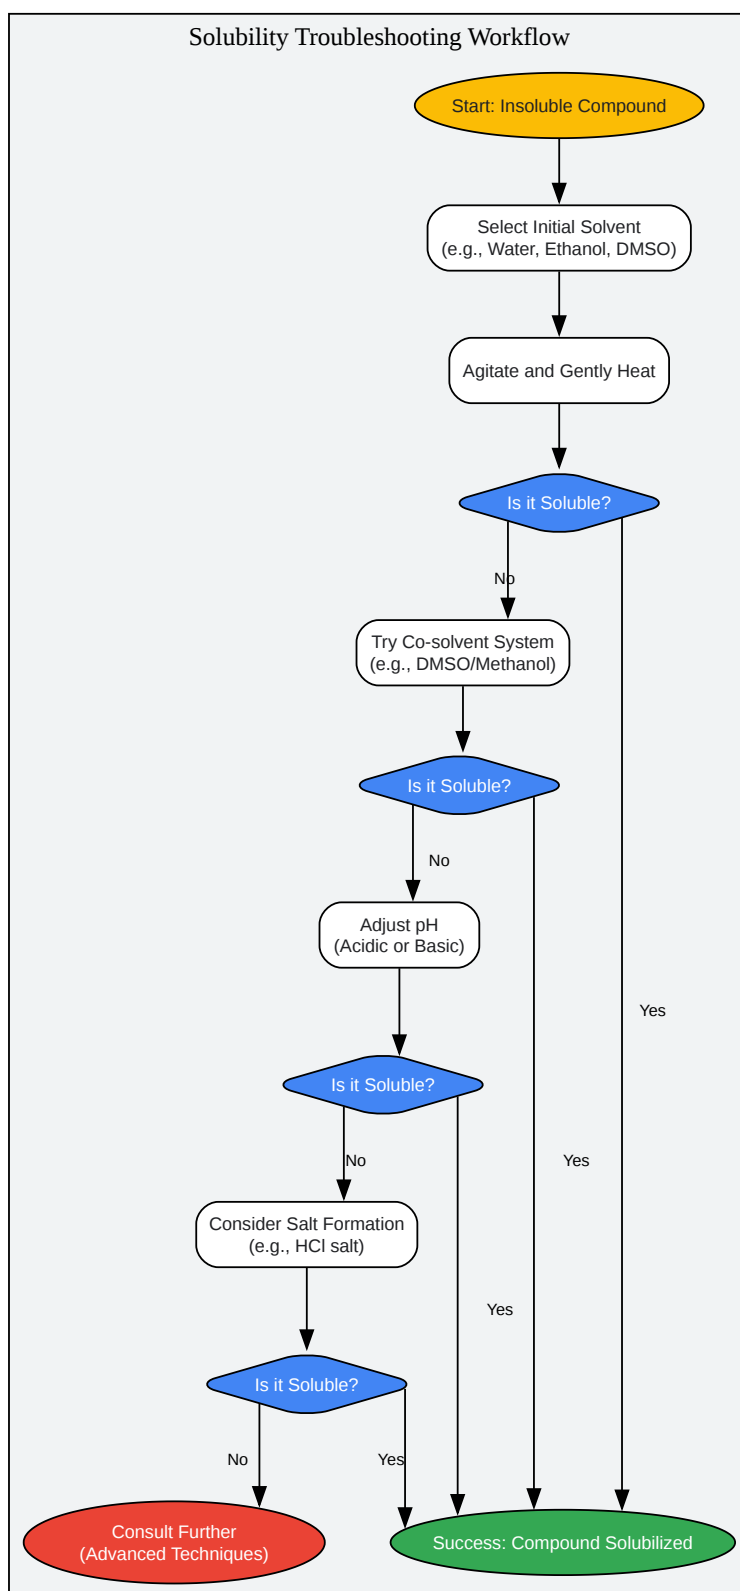 Solubility Troubleshooting Workflow
Start: Insoluble Compound
Select Initial Solvent
(e.g., Water, Ethanol, DMSO)
Agitate and Gently Heat
Is it Soluble?
No
Try Co-solvent System
(e.g., DMSO/Methanol)
Is it Soluble?
No
Adjust pH
(Acidic or Basic)
Yes
Is it Soluble?
No
Yes
Consider Salt Formation
(e.g., HCl salt)
Yes
Is it Soluble?
No
Yes
Consult Further
(Advanced Techniques)
Success: Compound Solubilized